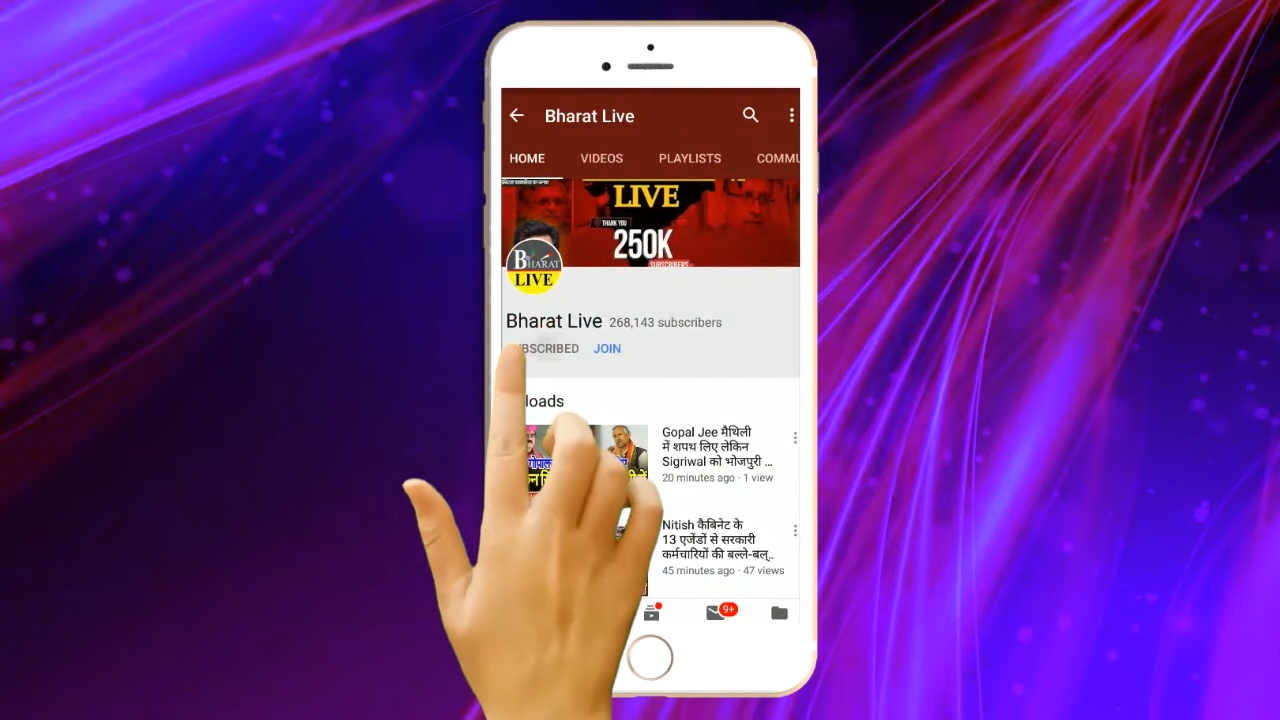 Bharat Live
HOME VIDEOS PLAYLISTS COMMU
LIVE
THANK YOU
250K
SUBSCRIBERS
BHARAT
LIVE
Bharat Live 268,143 subscribers
BSCRIBED JOIN
loads
Gopal Jee मैथिली
में शपथ लिए लेकिन
Sigriwal को भोजपुरी ...
20 minutes ago · 1 view
Nitish कैबिनेट के
13 एजेंडों से सरकारी
कर्मचारियों की बल्ले-बल्..
45 minutes ago · 47 views
9+